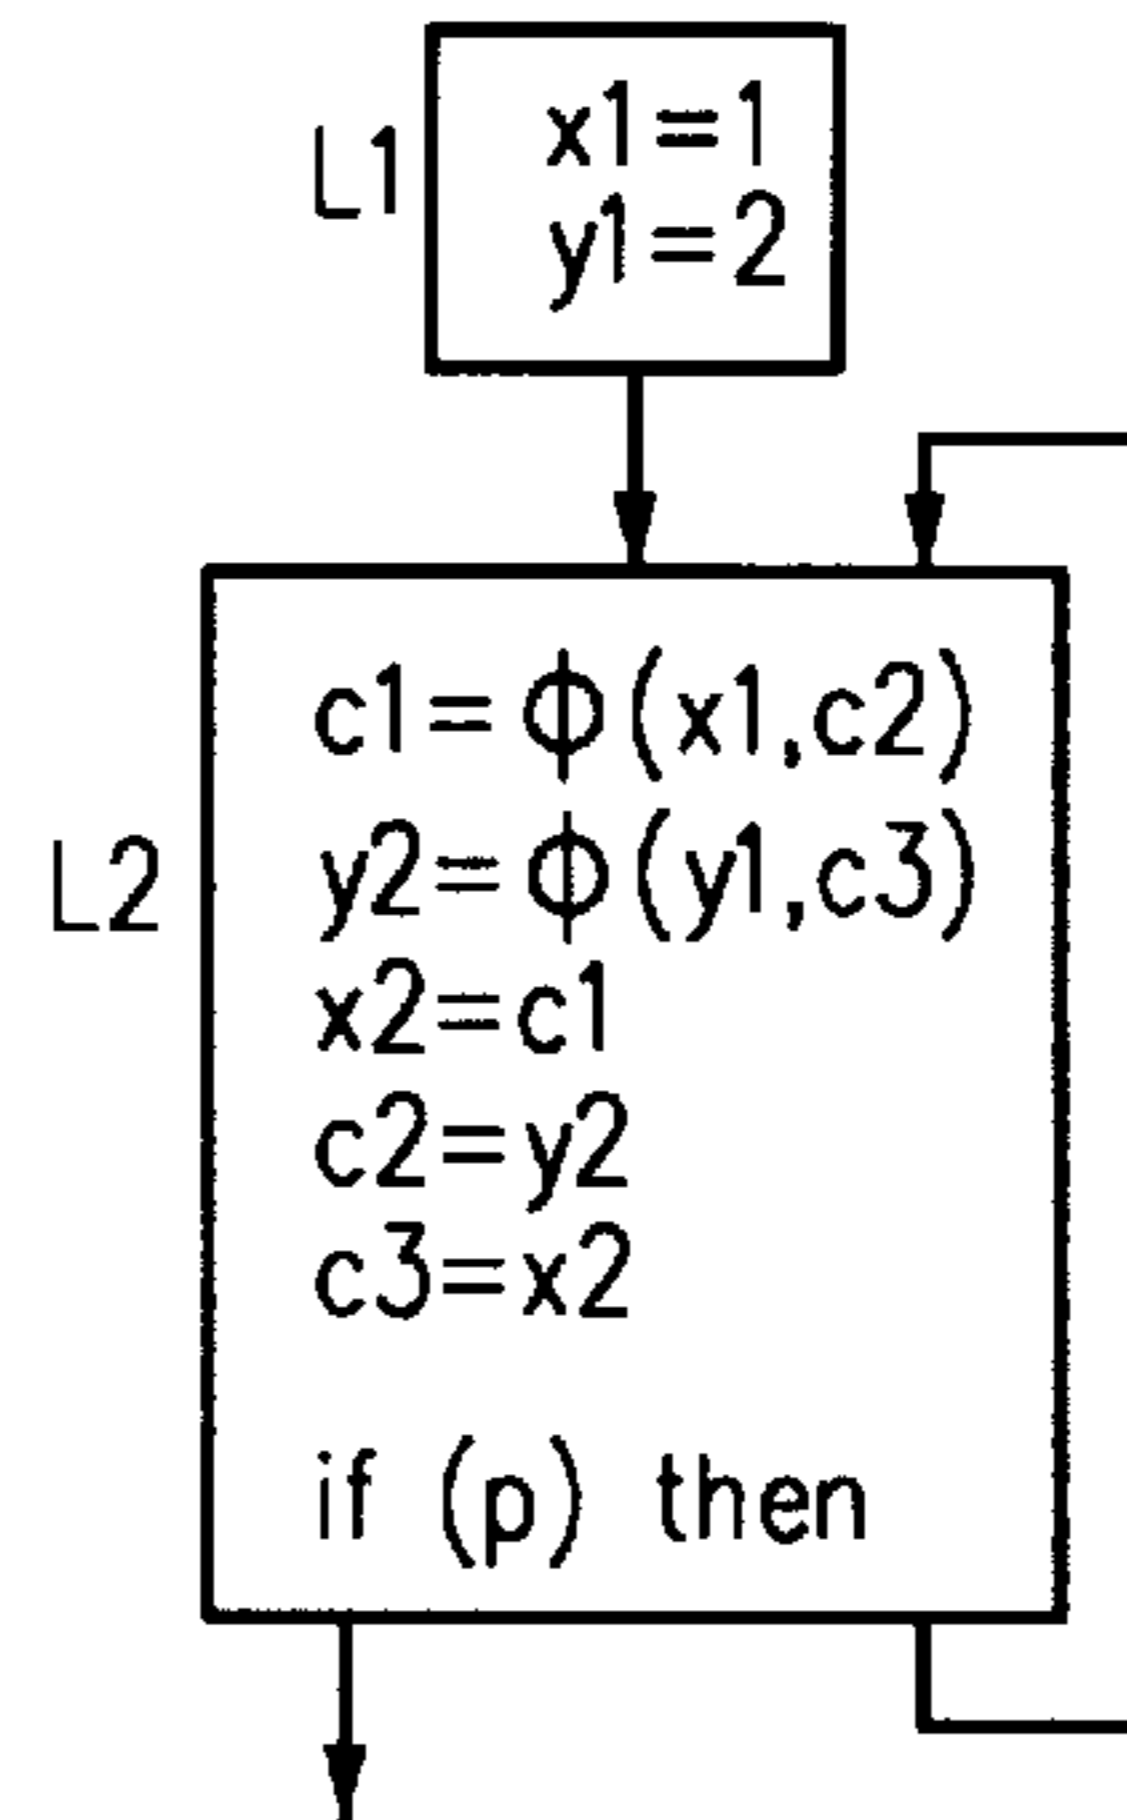 L1
x1=1
y1=2
L2
c1=ϕ(x1,c2)
y2=ϕ(y1,c3)
x2=c1
c2=y2
c3=x2
if (p) then